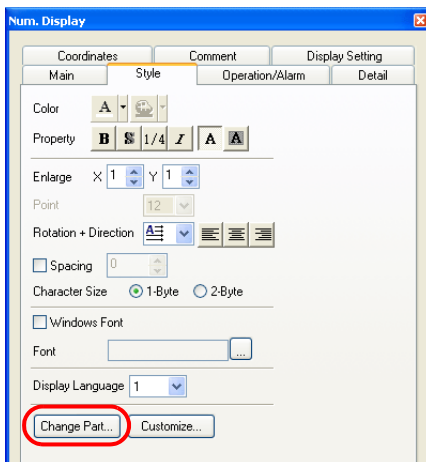 Num. Display
Coordinates Comment Display Setting
Main Style Operation/Alarm Detail
Color A
Property B S 1/4 I A A
Enlarge X 1 Y 1
Point 12
Rotation + Direction A
Spacing 0
Character Size 1-Byte 2-Byte
Windows Font
Font ...
Display Language 1
Change Part... Customize...